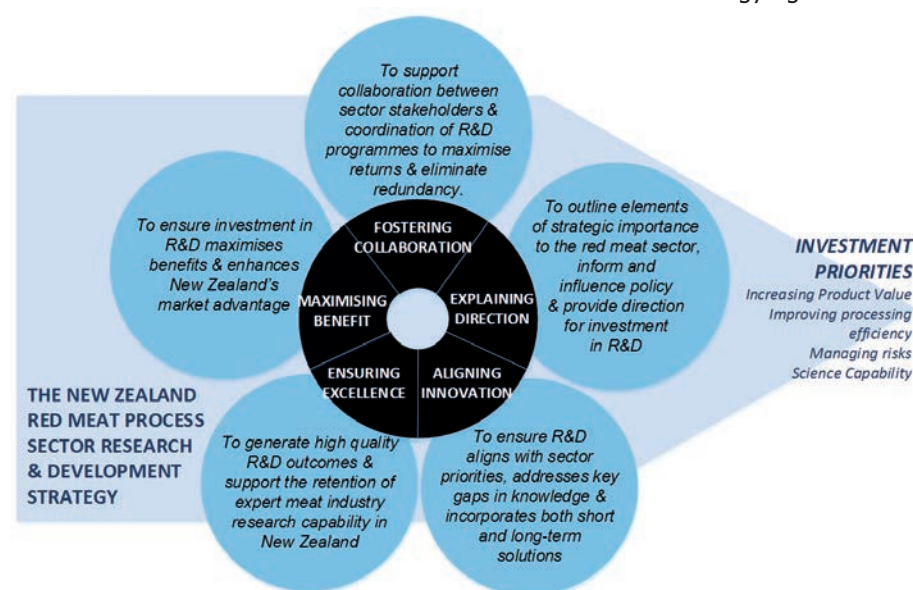 To support
collaboration between
sector stakeholders &
coordination of R&D
programmes to maximise
returns & eliminate
redundancy.
To ensure investment in
R&D maximises
benefits & enhances
New Zealand's
market advantage
FOSTERING
COLLABORATION
To outline elements
of strategic importance
to the red meat sector,
inform and
influence policy
& provide direction
for investment
in R&D
MAXIMISING
BENEFIT
EXPLAINING
DIRECTION
INVESTMENT
PRIORITIES
Increasing Product Value
Improving processing
efficiency
Managing risks
Science Capability
ENSURING
EXCELLENCE
ALIGNING
INNOVATION
THE NEW ZEALAND
RED MEAT PROCESS
SECTOR RESEARCH
& DEVELOPMENT
STRATEGY
To generate high quality
R&D outcomes &
support the retention of
expert meat industry
research capability in
New Zealand
To ensure R&D
aligns with sector
priorities, addresses key
gaps in knowledge &
incorporates both short
and long-term
solutions